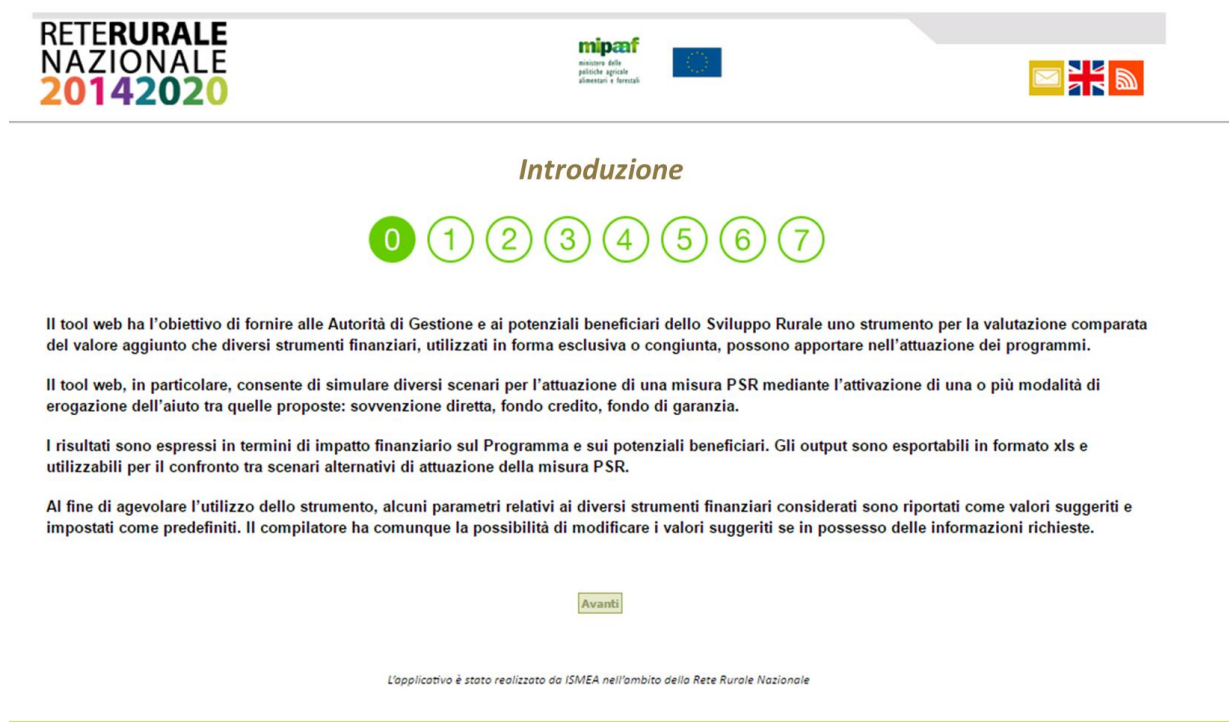 RETERURALE
NAZIONALE
20142020
mipaaf
ministero delle
politiche agricole
alimentari e forestali
Introduzione
0 1 2 3 4 5 6 7
Il tool web ha l'obiettivo di fornire alle Autorità di Gestione e ai potenziali beneficiari dello Sviluppo Rurale uno strumento per la valutazione comparata
del valore aggiunto che diversi strumenti finanziari, utilizzati in forma esclusiva o congiunta, possono apportare nell'attuazione dei programmi.
Il tool web, in particolare, consente di simulare diversi scenari per l'attuazione di una misura PSR mediante l'attivazione di una o più modalità di
erogazione dell'aiuto tra quelle proposte: sovvenzione diretta, fondo credito, fondo di garanzia.
I risultati sono espressi in termini di impatto finanziario sul Programma e sui potenziali beneficiari. Gli output sono esportabili in formato xls e
utilizzabili per il confronto tra scenari alternativi di attuazione della misura PSR.
Al fine di agevolare l'utilizzo dello strumento, alcuni parametri relativi ai diversi strumenti finanziari considerati sono riportati come valori suggeriti e
impostati come predefiniti. Il compilatore ha comunque la possibilità di modificare i valori suggeriti se in possesso delle informazioni richieste.
Avanti
L'applicativo è stato realizzato da ISMEA nell'ambito della Rete Rurale Nazionale